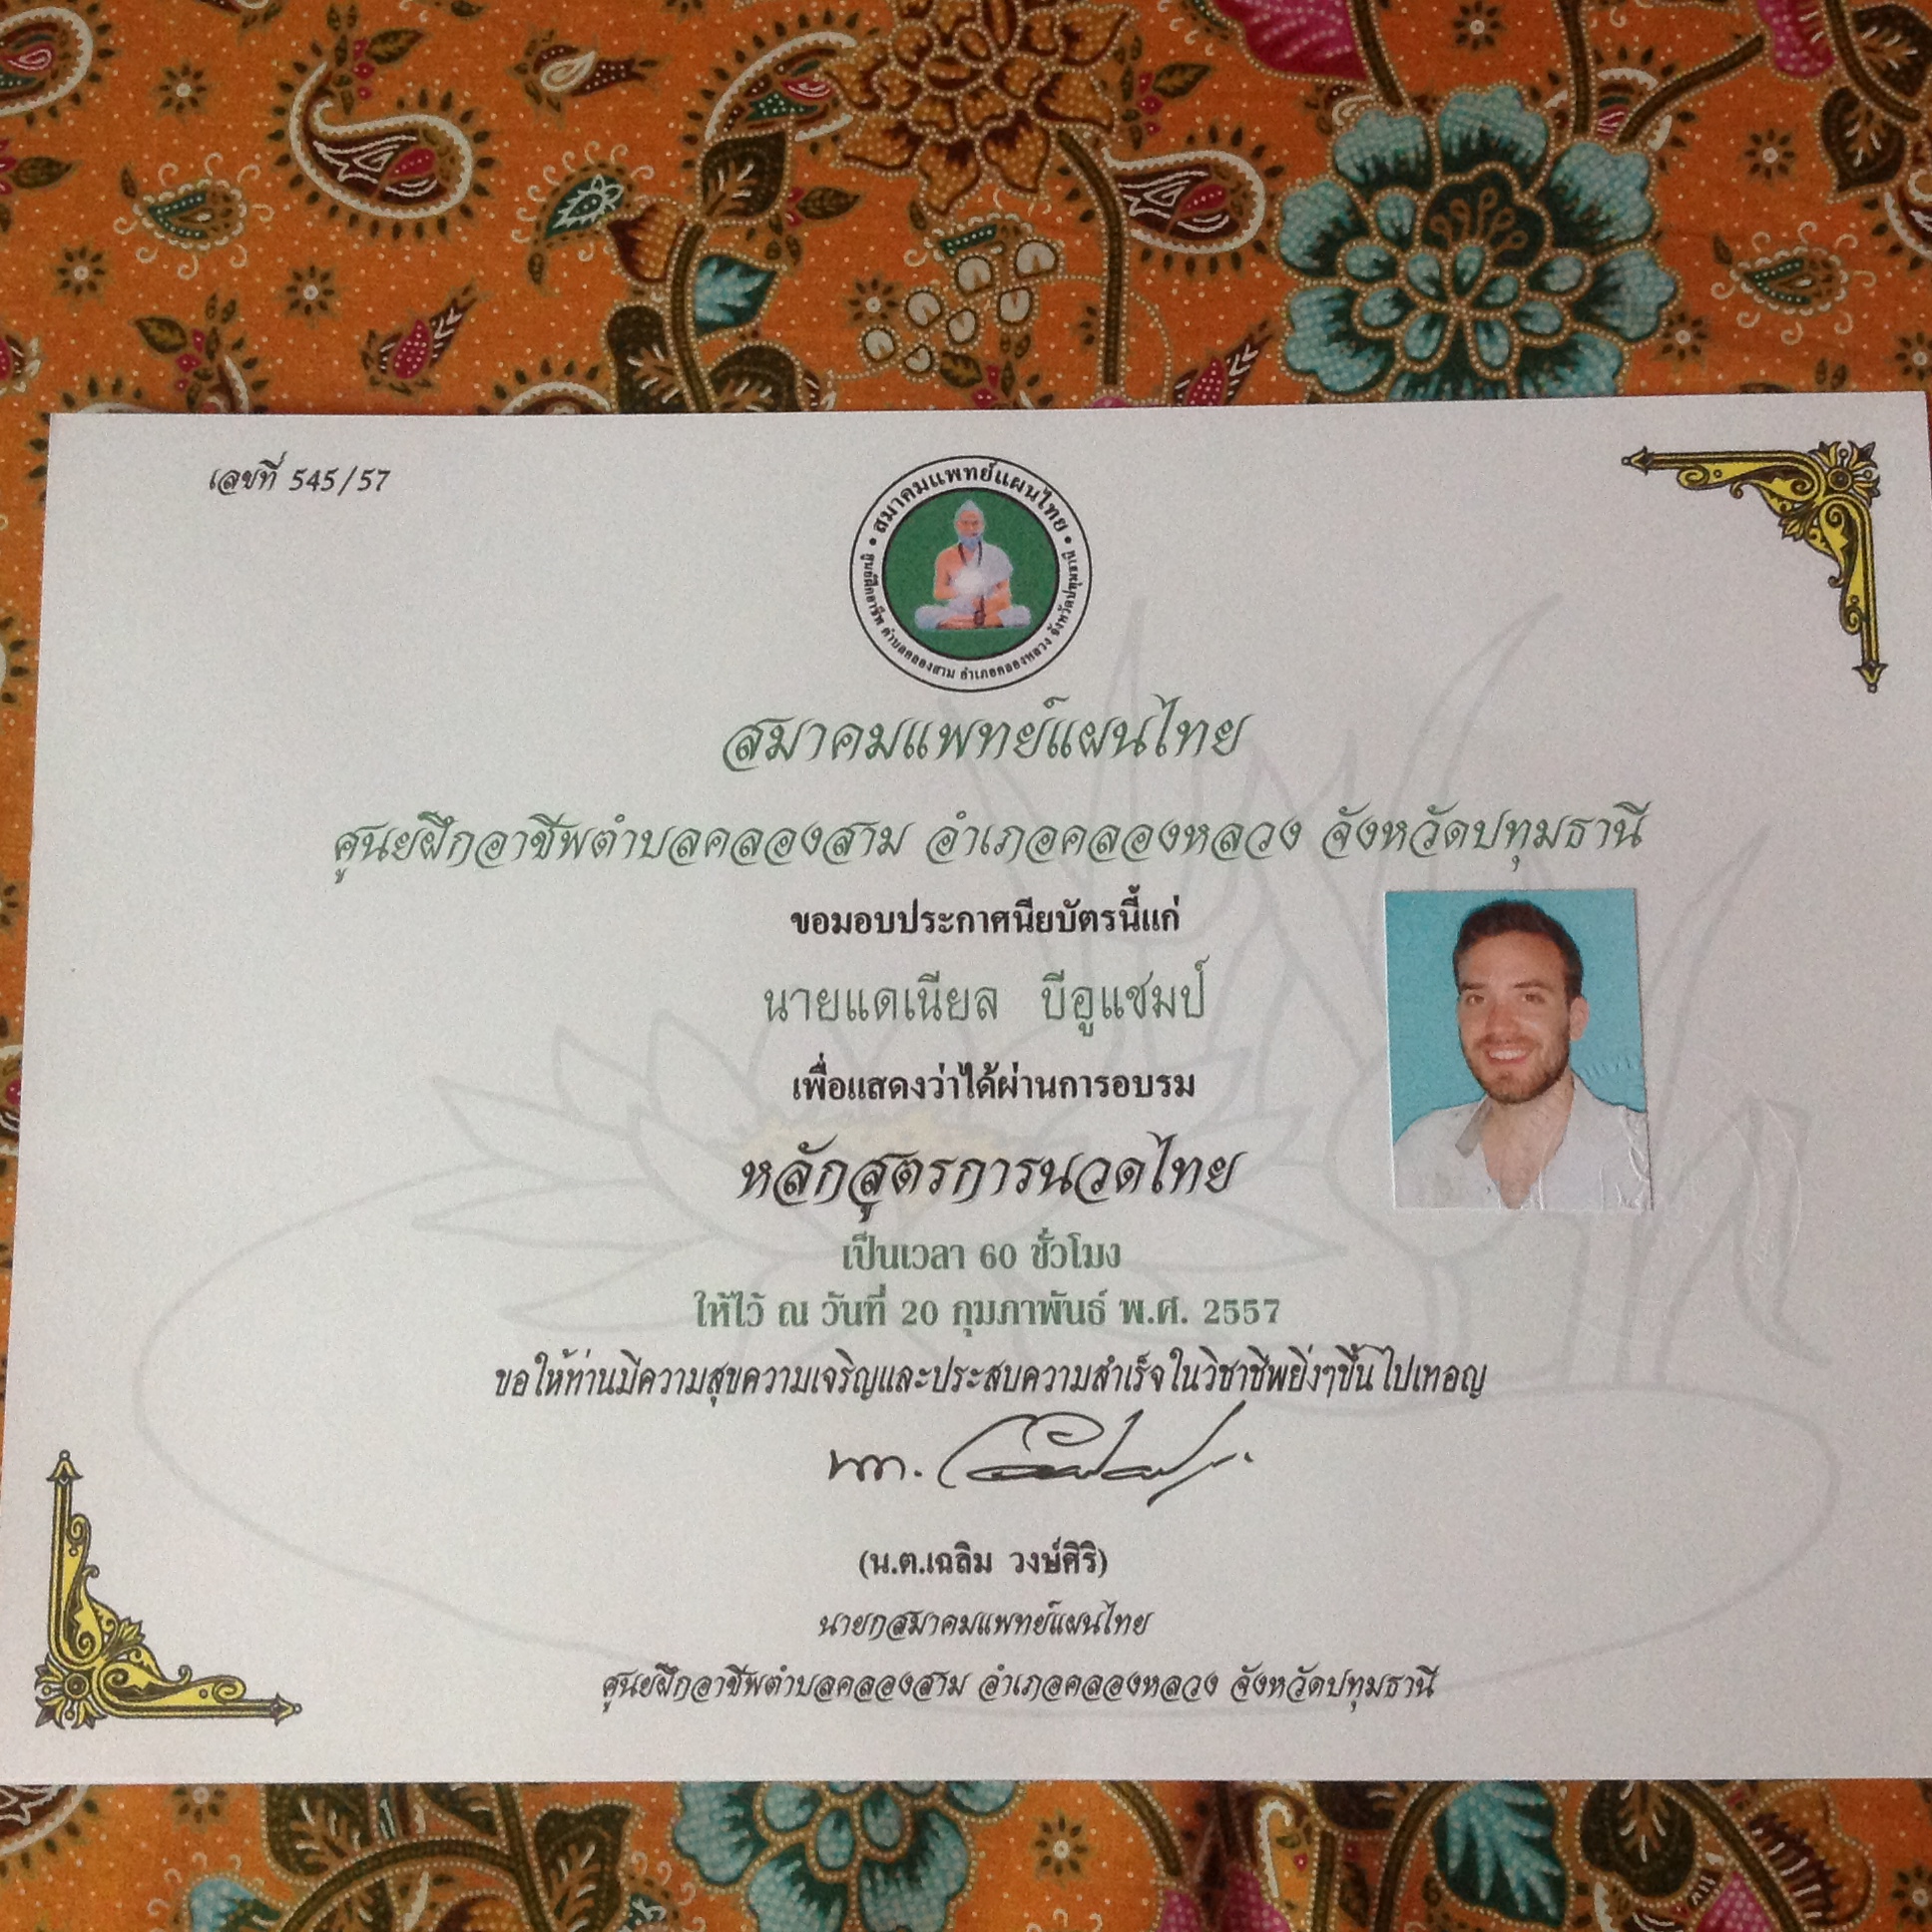 เลขที่ 545/57
• สมาคมแพทย์แผนไทย •
ศูนย์ฝึกอาชีพ ตำบลคลองสาม อำเภอคลองหลวง จังหวัดปทุมธานี
สมาคมแพทย์แผนไทย
ศูนย์ฝึกอาชีพตำบลคลองสาม อำเภอคลองหลวง จังหวัดปทุมธานี
ขอมอบประกาศนียบัตรนี้แก่
นายแดเนียล บีอูแชมป์
เพื่อแสดงว่าได้ผ่านการอบรม
หลักสูตรการนวดไทย
เป็นเวลา 60 ชั่วโมง
ให้ไว้ ณ วันที่ 20 กุมภาพันธ์ พ.ศ. 2557
ขอให้ท่านมีความสุขความเจริญและประสบความสำเร็จในวิชาชีพยิ่งๆขึ้นไปเทอญ
(น.ต.เฉลิม วงษ์ศิริ)
นายกสมาคมแพทย์แผนไทย
ศูนย์ฝึกอาชีพตำบลคลองสาม อำเภอคลองหลวง จังหวัดปทุมธานี